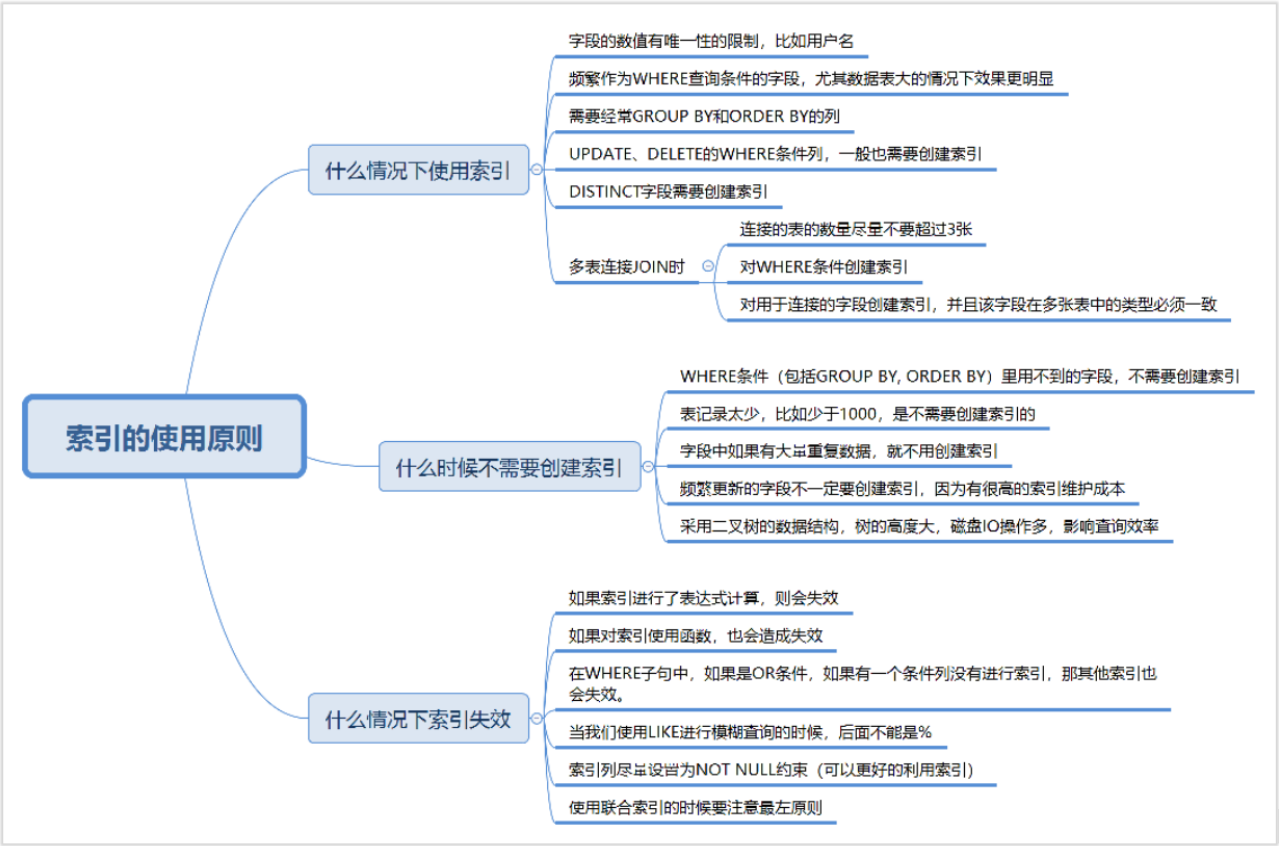 索引的使用原则
什么情况下使用索引
字段的数值有唯一性的限制，比如用户名
频繁作为WHERE查询条件的字段，尤其数据表大的情况下效果更明显
需要经常GROUP BY和ORDER BY的列
UPDATE、DELETE的WHERE条件列，一般也需要创建索引
DISTINCT字段需要创建索引
多表连接JOIN时
连接的表的数量尽量不要超过3张
对WHERE条件创建索引
对用于连接的字段创建索引，并且该字段在多张表中的类型必须一致
什么时候不需要创建索引
WHERE条件（包括GROUP BY, ORDER BY）里用不到的字段，不需要创建索引
表记录太少，比如少于1000，是不需要创建索引的
字段中如果有大量重复数据，就不用创建索引
频繁更新的字段不一定要创建索引，因为有很高的索引维护成本
采用二叉树的数据结构，树的高度大，磁盘IO操作多，影响查询效率
什么情况下索引失效
如果索引进行了表达式计算，则会失效
如果对索引使用函数，也会造成失效
在WHERE子句中，如果是OR条件，如果有一个条件列没有进行索引，那其他索引也
会失效。
当我们使用LIKE进行模糊查询的时候，后面不能是%
索引列尽量设置为NOT NULL约束（可以更好的利用索引）
使用联合索引的时候要注意最左原则